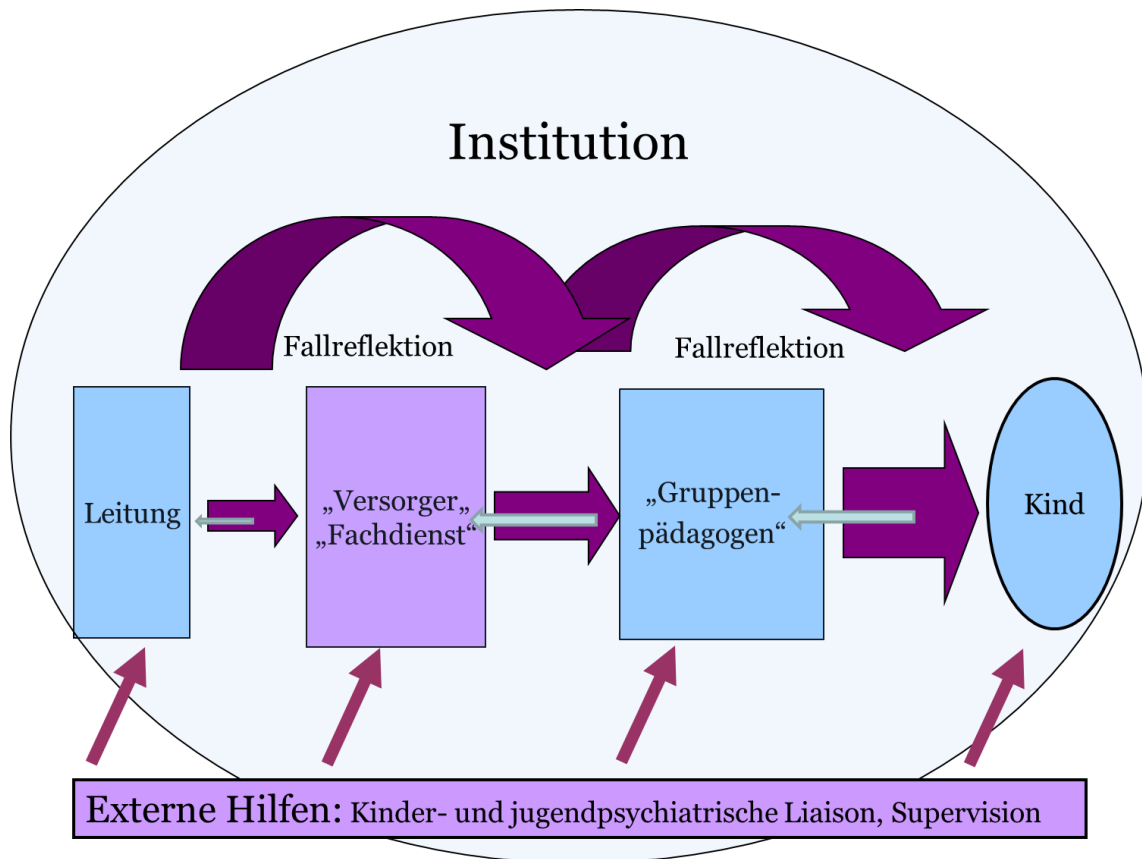 Institution
Fallreflektion
Fallreflektion
Leitung
„Versorger„
„Fachdienst“
„Gruppen-
pädagogen“
Kind
Externe Hilfen: Kinder- und jugendpsychiatrische Liaison, Supervision